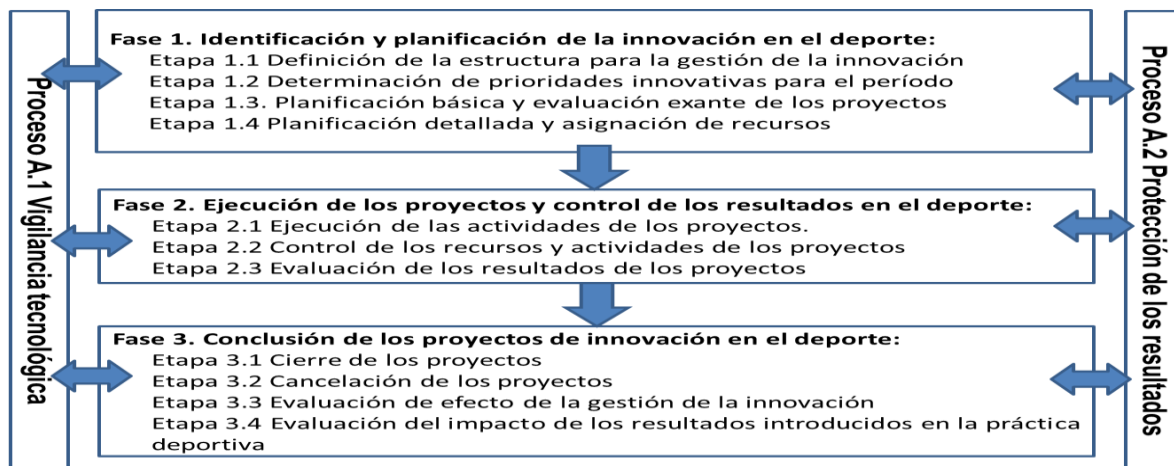 Proceso A.1 Vigilancia tecnológica
Fase 1. Identificación y planificación de la innovación en el deporte:
Etapa 1.1 Definición de la estructura para la gestión de la innovación
Etapa 1.2 Determinación de prioridades innovativas para el período
Etapa 1.3. Planificación básica y evaluación exante de los proyectos
Etapa 1.4 Planificación detallada y asignación de recursos
Fase 2. Ejecución de los proyectos y control de los resultados en el deporte:
Etapa 2.1 Ejecución de las actividades de los proyectos.
Etapa 2.2 Control de los recursos y actividades de los proyectos
Etapa 2.3 Evaluación de los resultados de los proyectos
Fase 3. Conclusión de los proyectos de innovación en el deporte:
Etapa 3.1 Cierre de los proyectos
Etapa 3.2 Cancelación de los proyectos
Etapa 3.3 Evaluación de efecto de la gestión de la innovación
Etapa 3.4 Evaluación del impacto de los resultados introducidos en la práctica
deportiva
Proceso A.2 Protección de los resultados